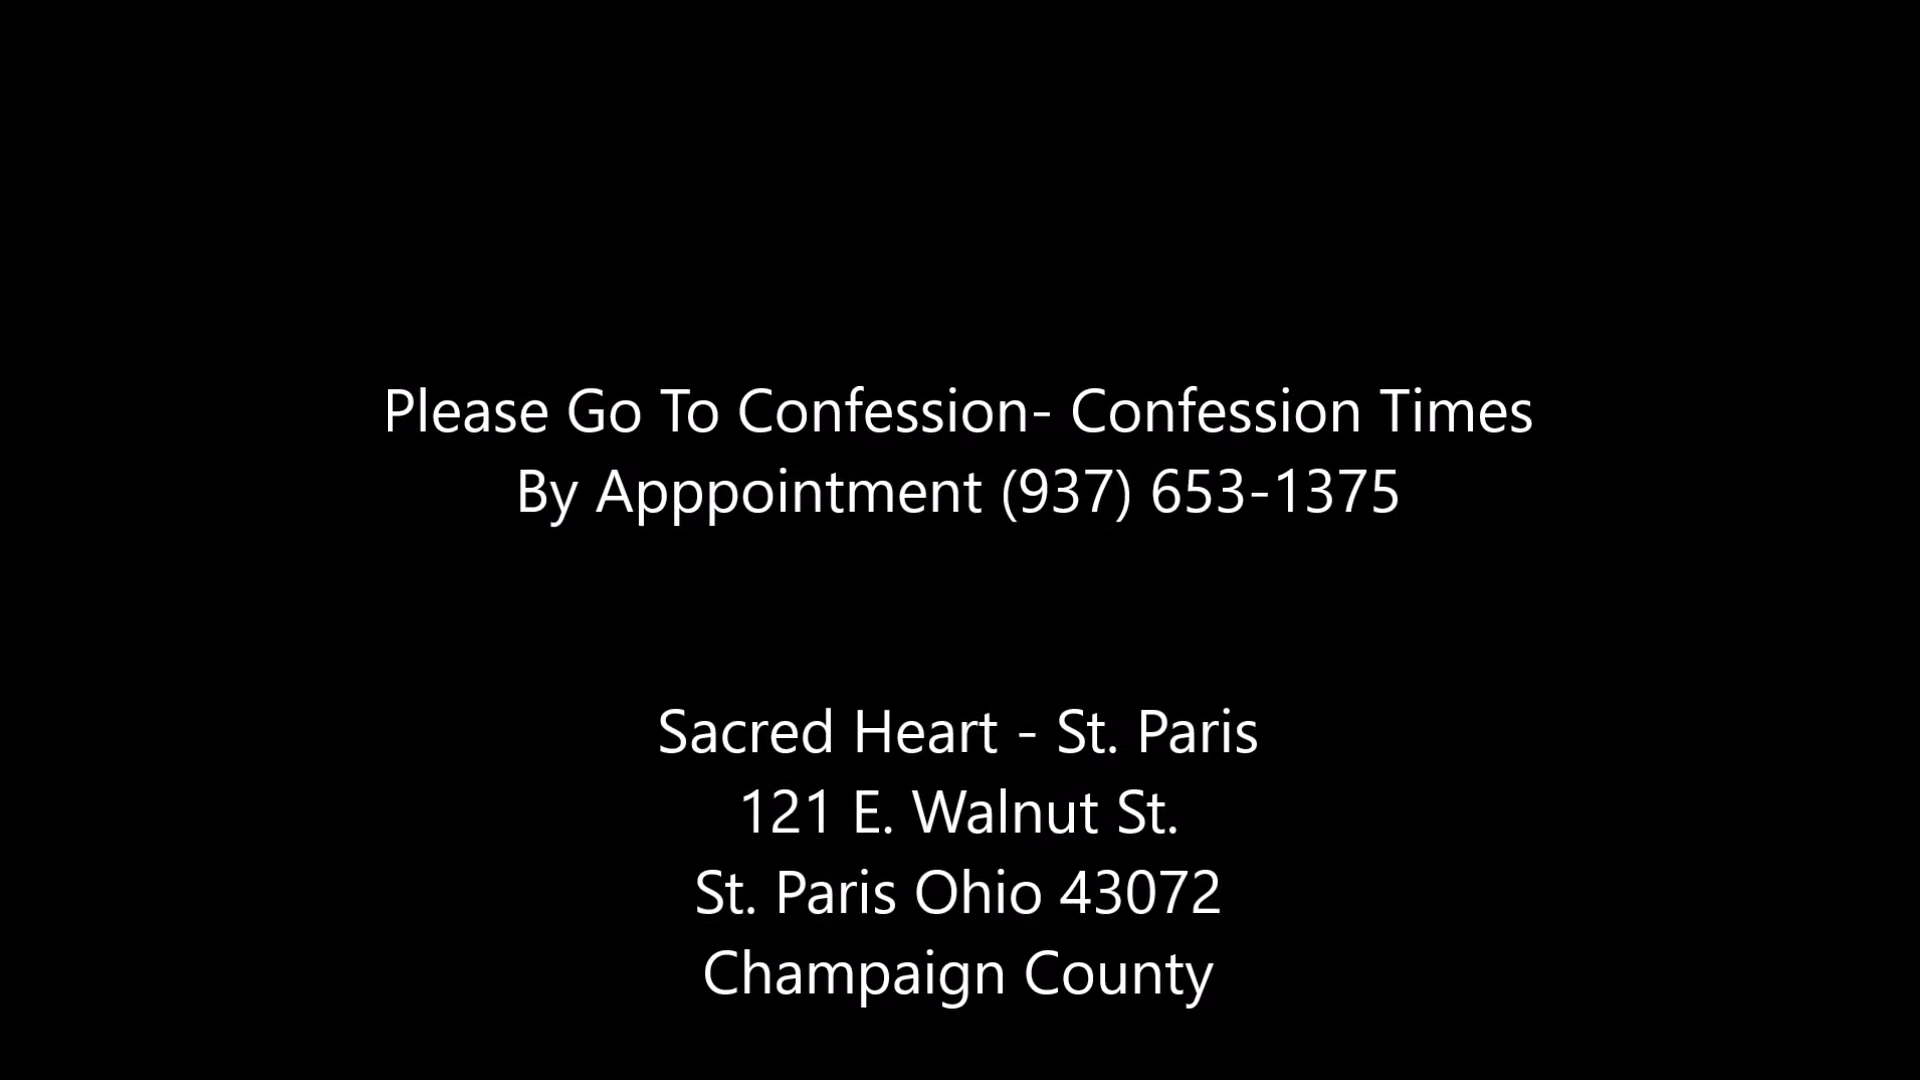 Please Go To Confession- Confession Times
By Apppointment (937) 653-1375
Sacred Heart - St. Paris
121 E. Walnut St.
St. Paris Ohio 43072
Champaign County